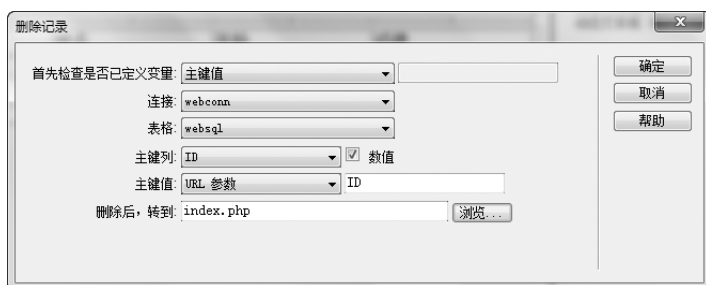 删除记录
首先检查是否已定义变量: 主键值
连接: webconn
表格: websql
主键列: ID 数值
主键值: URL 参数 ID
删除后，转到: index.php 浏览...
确定
取消
帮助